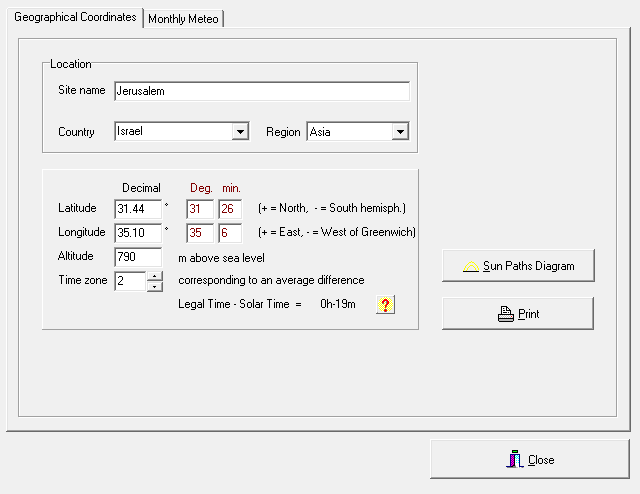 Geographical Coordinates Monthly Meteo
Location
Site name Jerusalem
Country Israel Region Asia
Decimal Deg. min.
Latitude 31.44 ° 31 26 (+ = North, - = South hemisph.)
Longitude 35.10 ° 35 6 (+ = East, - = West of Greenwich)
Altitude 790 m above sea level
Time zone 2 corresponding to an average difference
Legal Time - Solar Time = 0h-19m ?
Sun Paths Diagram
Print
Close